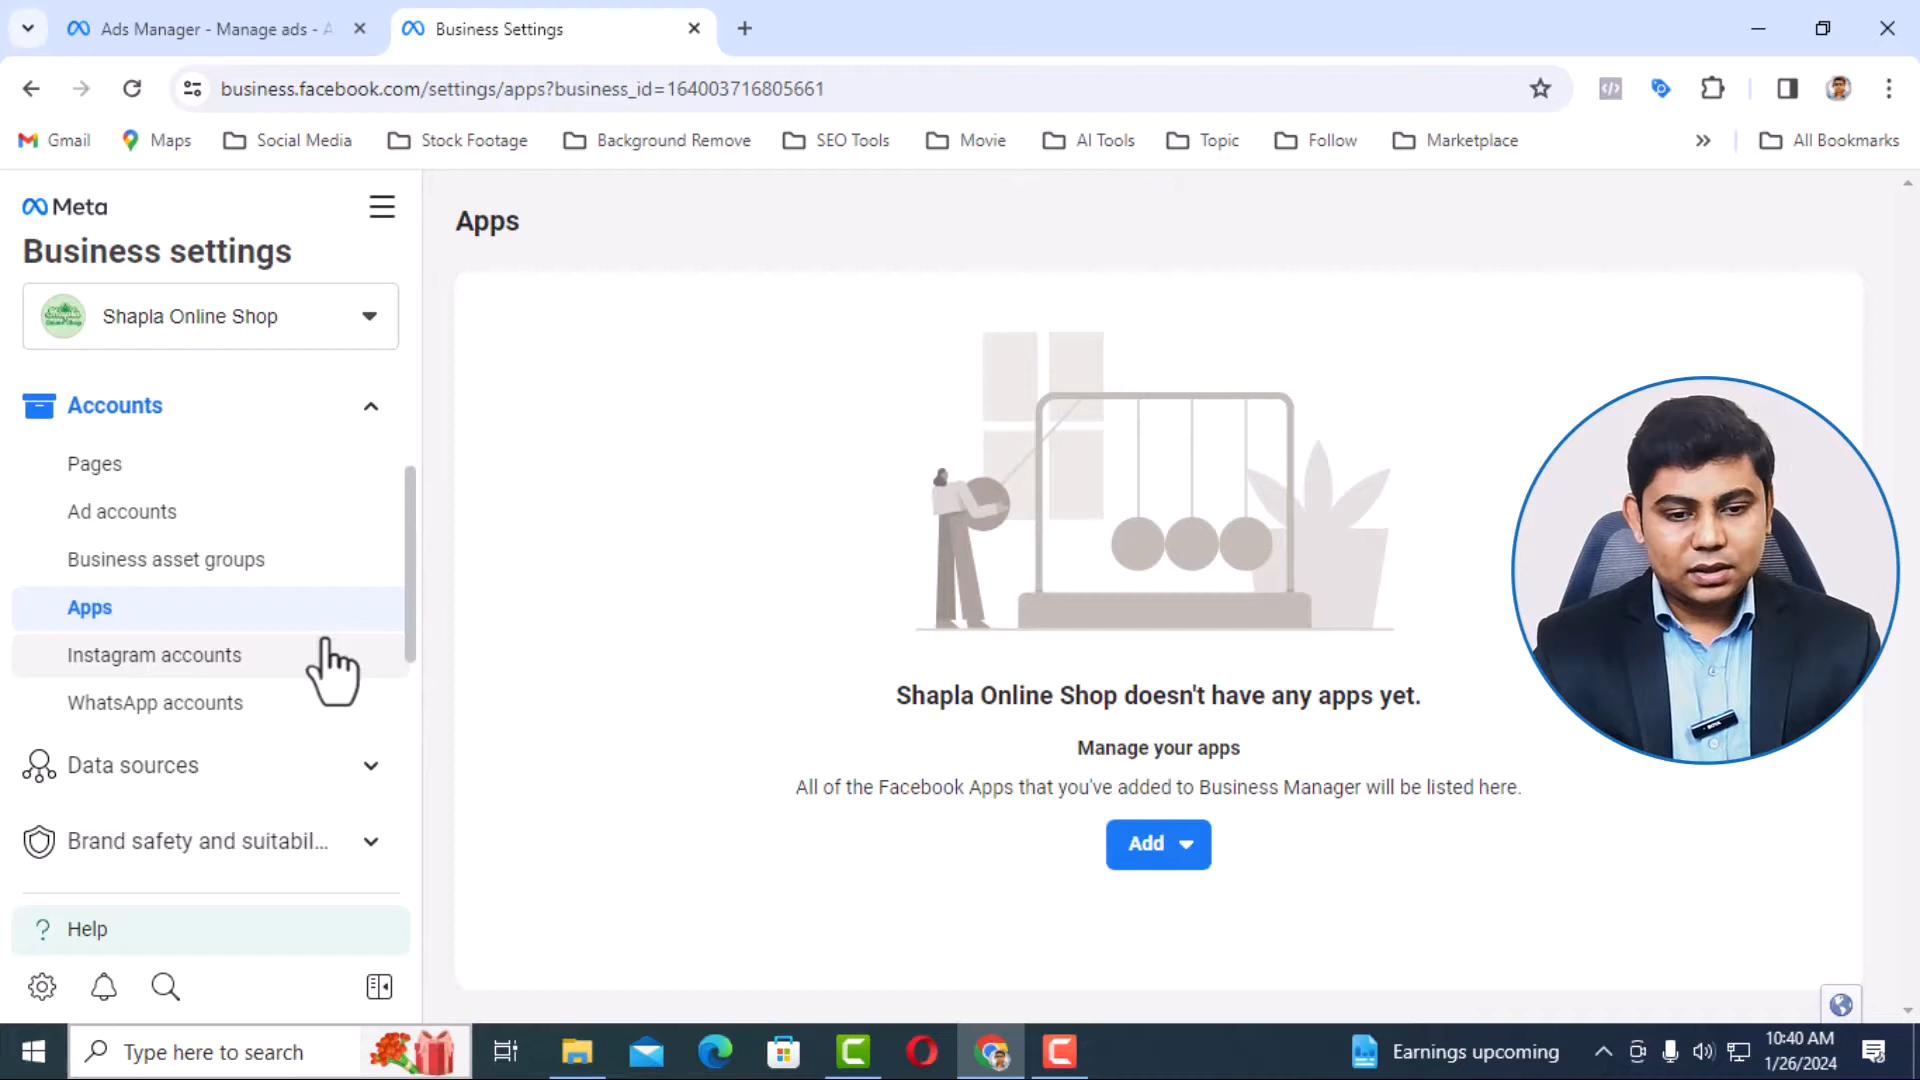 Ads Manager - Manage ads - A
Business Settings
business.facebook.com/settings/apps?business_id=164003716805661
Gmail
Maps
Social Media
Stock Footage
Background Remove
SEO Tools
Movie
AI Tools
Topic
Follow
Marketplace
All Bookmarks
Meta
Business settings
Shapla Online Shop
Accounts
Pages
Ad accounts
Business asset groups
Apps
Instagram accounts
WhatsApp accounts
Data sources
Brand safety and suitabil...
? Help
Apps
Shapla Online Shop doesn't have any apps yet.
Manage your apps
All of the Facebook Apps that you've added to Business Manager will be listed here.
Add
Type here to search
Earnings upcoming
10:40 AM
1/26/2024